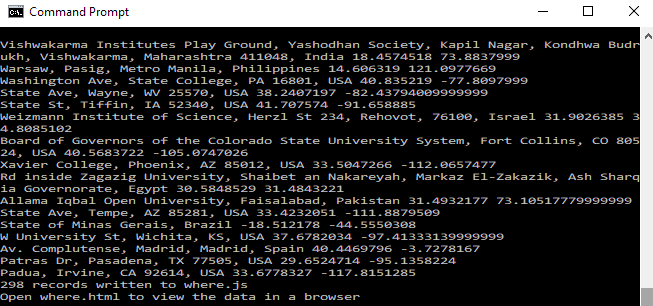 Command Prompt
Vishwakarma Institutes Play Ground, Yashodhan Society, Kapil Nagar, Kondhwa Budr
ukh, Vishwakarma, Maharashtra 411048, India 18.4574518 73.8837999
Warsaw, Pasig, Metro Manila, Philippines 14.606319 121.0977669
Washington Ave, State College, PA 16801, USA 40.835219 -77.8097999
State Ave, Wayne, WV 25570, USA 38.2407197 -82.43794009999999
State St, Tiffin, IA 52340, USA 41.707574 -91.658885
Weizmann Institute of Science, Herzl St 234, Rehovot, 76100, Israel 31.9026385 3
4.8085102
Board of Governors of the Colorado State University System, Fort Collins, CO 805
24, USA 40.5683722 -105.0747026
Xavier College, Phoenix, AZ 85012, USA 33.5047266 -112.0657477
Rd inside Zagazig University, Shaibet an Nakareyah, Markaz El-Zakazik, Ash Sharq
ia Governorate, Egypt 30.5848529 31.4843221
Allama Iqbal Open University, Faisalabad, Pakistan 31.4932177 73.10517779999999
State Ave, Tempe, AZ 85281, USA 33.4232051 -111.8879509
State of Minas Gerais, Brazil -18.512178 -44.5550308
W University St, Wichita, KS, USA 37.6782034 -97.41333139999999
Av. Complutense, Madrid, Madrid, Spain 40.4469796 -3.7278167
Patras Dr, Pasadena, TX 77505, USA 29.6524714 -95.1358224
Padua, Irvine, CA 92614, USA 33.6778327 -117.8151285
298 records written to where.js
Open where.html to view the data in a browser